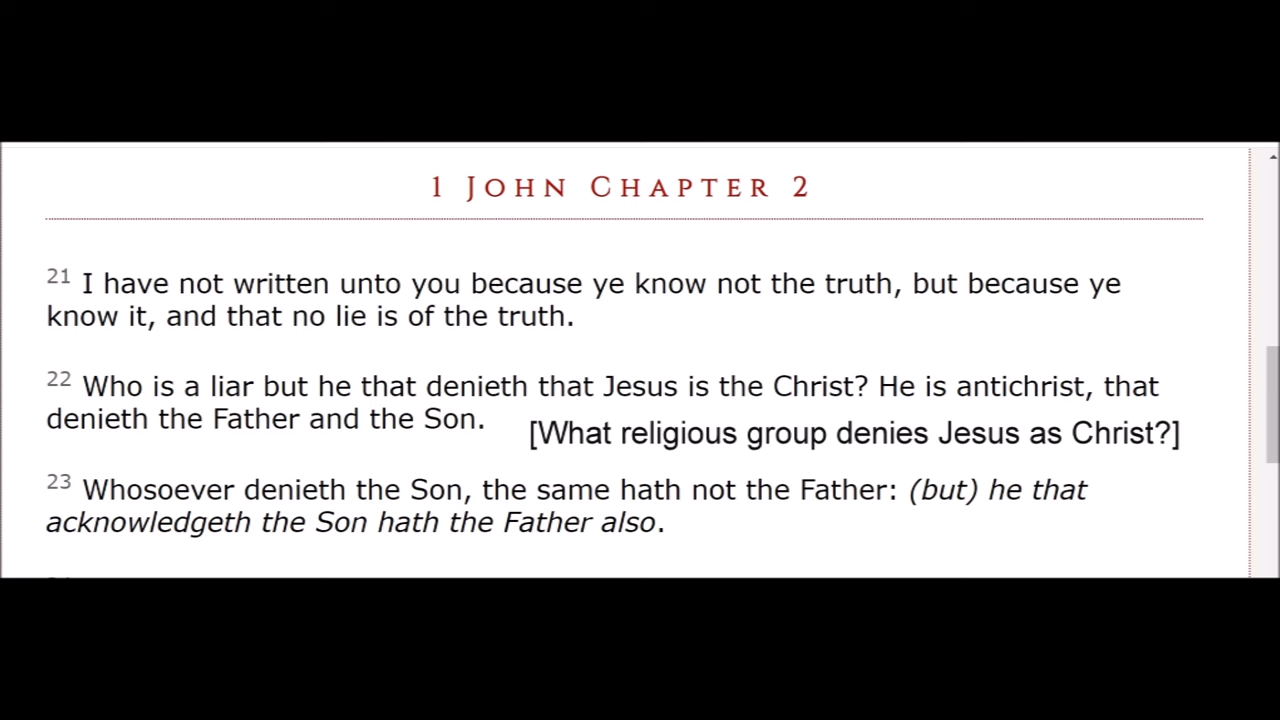 1 John Chapter 2
21 I have not written unto you because ye know not the truth, but because ye
know it, and that no lie is of the truth.
22 Who is a liar but he that denieth that Jesus is the Christ? He is antichrist, that
denieth the Father and the Son.
[What religious group denies Jesus as Christ?]
23 Whosoever denieth the Son, the same hath not the Father: (but) he that
acknowledgeth the Son hath the Father also.